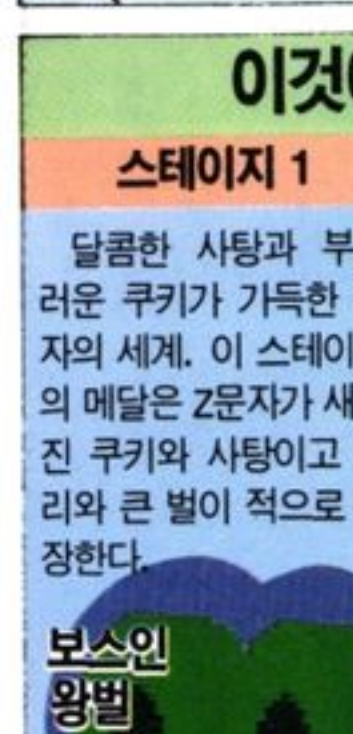 이것
스테이지 1
달콤한 사탕과 부
러운 쿠키가 가득한
자의 세계. 이 스테이
의 메달은 Z문자가 새
진 쿠키와 사탕이고
리와 큰 벌이 적으로
장한다.
보스인
왕벌